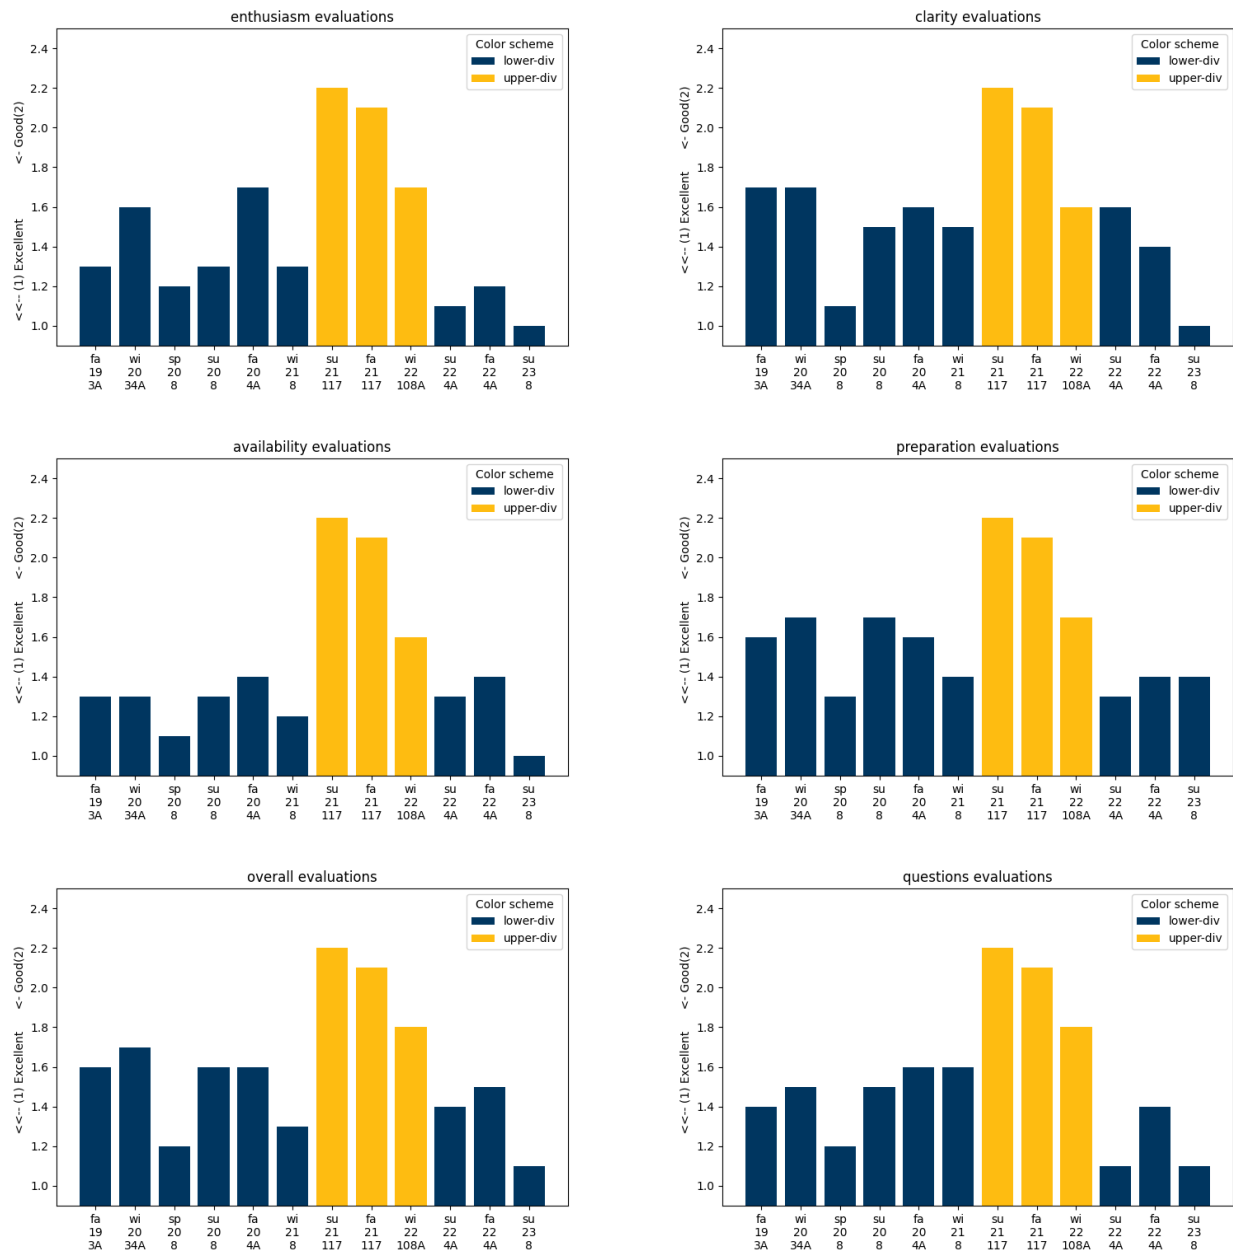 enthusiasm evaluations
<<-- (1) Excellent <- Good(2)
2.4
2.2
2.0
1.8
1.6
1.4
1.2
1.0
Color scheme
lower-div
upper-div
fa wi sp su fa wi su fa wi su fa su
19 20 20 20 20 21 21 21 22 22 22 23
3A 34A 8 8 4A 8 117 117 108A 4A 4A 8
clarity evaluations
<<-- (1) Excellent <- Good(2)
2.4
2.2
2.0
1.8
1.6
1.4
1.2
1.0
Color scheme
lower-div
upper-div
fa wi sp su fa wi su fa wi su fa su
19 20 20 20 20 21 21 21 22 22 22 23
3A 34A 8 8 4A 8 117 117 108A 4A 4A 8
availability evaluations
<<-- (1) Excellent <- Good(2)
2.4
2.2
2.0
1.8
1.6
1.4
1.2
1.0
Color scheme
lower-div
upper-div
fa wi sp su fa wi su fa wi su fa su
19 20 20 20 20 21 21 21 22 22 22 23
3A 34A 8 8 4A 8 117 117 108A 4A 4A 8
preparation evaluations
<<-- (1) Excellent <- Good(2)
2.4
2.2
2.0
1.8
1.6
1.4
1.2
1.0
Color scheme
lower-div
upper-div
fa wi sp su fa wi su fa wi su fa su
19 20 20 20 20 21 21 21 22 22 22 23
3A 34A 8 8 4A 8 117 117 108A 4A 4A 8
overall evaluations
<<-- (1) Excellent <- Good(2)
2.4
2.2
2.0
1.8
1.6
1.4
1.2
1.0
Color scheme
lower-div
upper-div
fa wi sp su fa wi su fa wi su fa su
19 20 20 20 20 21 21 21 22 22 22 23
3A 34A 8 8 4A 8 117 117 108A 4A 4A 8
questions evaluations
<<-- (1) Excellent <- Good(2)
2.4
2.2
2.0
1.8
1.6
1.4
1.2
1.0
Color scheme
lower-div
upper-div
fa wi sp su fa wi su fa wi su fa su
19 20 20 20 20 21 21 21 22 22 22 23
3A 34A 8 8 4A 8 117 117 108A 4A 4A 8